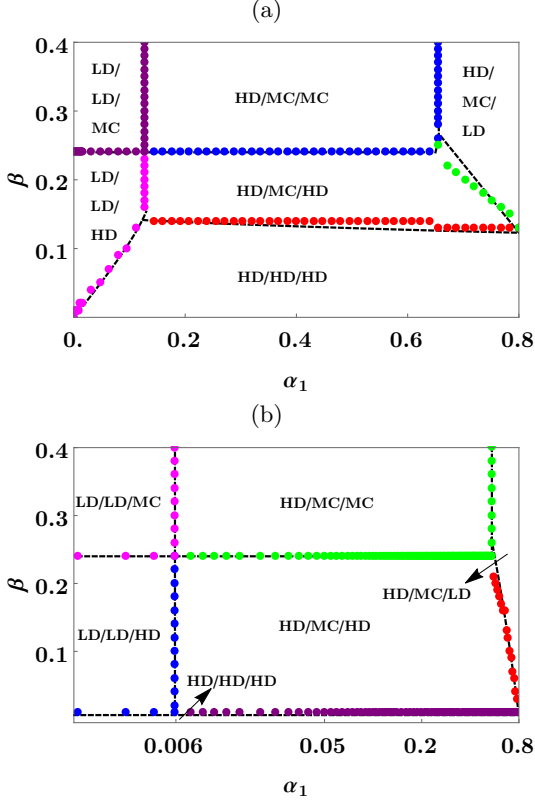 (a)
0.4
LD/
LD/
MC
HD/MC/MC
HD/
MC/
LD
0.3
β
0.2
LD/
LD/
HD
HD/MC/HD
0.1
HD/HD/HD
0. 0.2 0.4 0.6 0.8
α1
(b)
0.4
LD/LD/MC HD/MC/MC
0.3
β
0.2
HD/MC/LD
LD/LD/HD HD/MC/HD
0.1
HD/HD/HD
0.006 0.05 0.2 0.8
α1